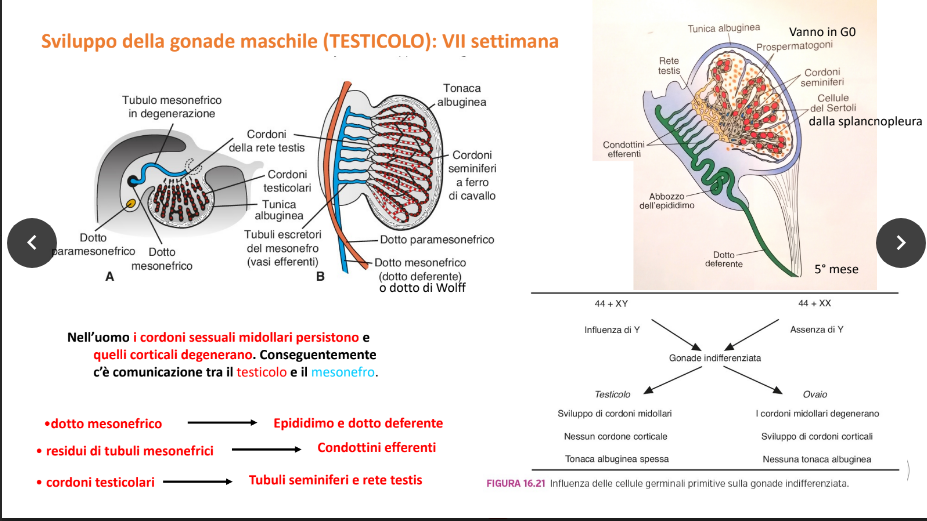 Sviluppo della gonade maschile (TESTICOLO): VII settimana
Tubulo mesonefrico
in degenerazione
Cordoni
della rete testis
Cordoni
testicolari
Tunica
albuginea
Dotto
paramesonefrico
Dotto
mesonefrico
A
Tonaca
albuginea
Cordoni
seminiferi
a ferro
di cavallo
Tubuli escretori
del mesonefro
(vasi efferenti)
Dotto paramesonefrico
Dotto mesonefrico
(dotto deferente)
o dotto di Wolff
B
Tunica albuginea
Vanno in G0
Prospermatogoni
Rete
testis
Cordoni
seminiferi
Cellule
del Sertoli
dalla splancnopleura
Condottini
efferenti
Abbozzo
dell'epididimo
Dotto
deferente
5° mese
Nell'uomo i cordoni sessuali midollari persistono e
quelli corticali degenerano. Conseguentemente
c'è comunicazione tra il testicolo e il mesonefro.
•dotto mesonefrico Epididimo e dotto deferente
• residui di tubuli mesonefrici Condottini efferenti
• cordoni testicolari Tubuli seminiferi e rete testis
44 + XY 44 + XX
Influenza di Y Assenza di Y
Gonade indifferenziata
Testicolo Ovaio
Sviluppo di cordoni midollari I cordoni midollari degenerano
Nessun cordone corticale Sviluppo di cordoni corticali
Tonaca albuginea spessa Nessuna tonaca albuginea
FIGURA 16.21 Influenza delle cellule germinali primitive sulla gonade indifferenziata.